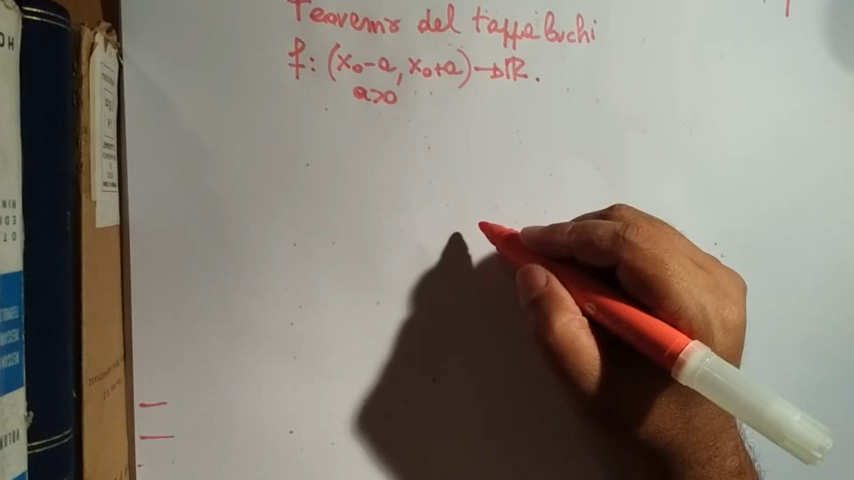 Teorema del tappabuchi
f: (x₀-a, x₀+a) → ℝ.
a>0